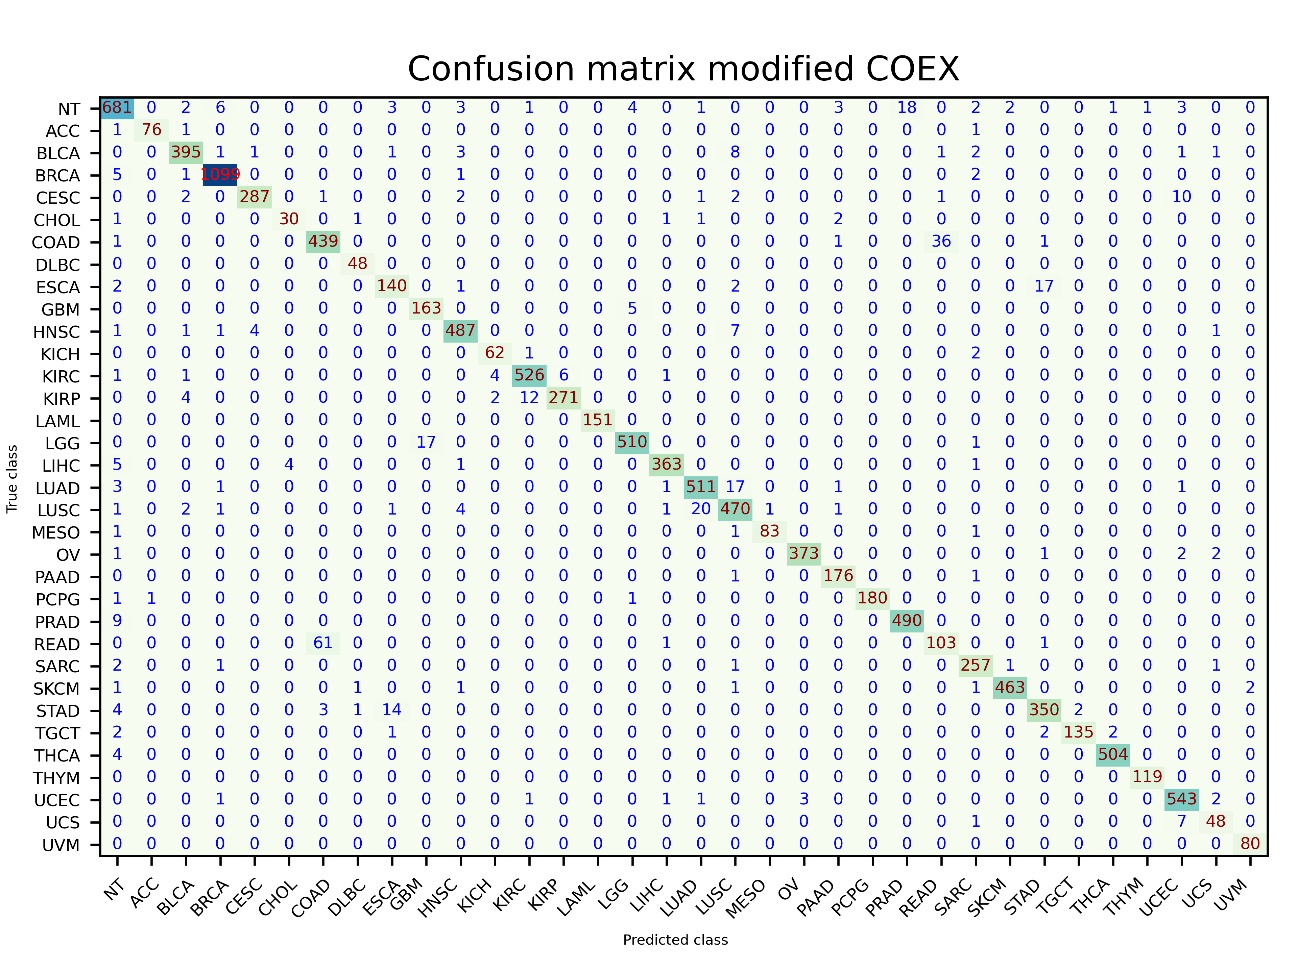 Confusion matrix modified COEX
True class
NT 681 0 2 6 0 0 0 0 3 0 3 0 1 0 0 4 0 1 0 0 0 3 0 18 0 2 2 0 0 1 1 3 0 0
ACC 1 76 1 0 0 0 0 0 0 0 0 0 0 0 0 0 0 0 0 0 0 0 0 0 0 1 0 0 0 0 0 0 0 0
BLCA 0 0 395 1 1 0 0 0 1 0 3 0 0 0 0 0 0 0 8 0 0 0 0 0 1 2 0 0 0 0 0 1 1 0
BRCA 5 0 1 1099 0 0 0 0 0 0 1 0 0 0 0 0 0 0 0 0 0 0 0 0 0 2 0 0 0 0 0 0 0 0
CESC 0 0 2 0 287 0 1 0 0 0 2 0 0 0 0 0 0 1 2 0 0 0 0 0 1 0 0 0 0 0 0 10 0 0
CHOL 1 0 0 0 0 30 0 1 0 0 0 0 0 0 0 0 1 1 0 0 0 2 0 0 0 0 0 0 0 0 0 0 0 0
COAD 1 0 0 0 0 0 439 0 0 0 0 0 0 0 0 0 0 0 0 0 0 1 0 0 36 0 0 1 0 0 0 0 0 0
DLBC 0 0 0 0 0 0 0 48 0 0 0 0 0 0 0 0 0 0 0 0 0 0 0 0 0 0 0 0 0 0 0 0 0 0
ESCA 2 0 0 0 0 0 0 0 140 0 1 0 0 0 0 0 0 0 2 0 0 0 0 0 0 0 0 17 0 0 0 0 0 0
GBM 0 0 0 0 0 0 0 0 0 163 0 0 0 0 0 5 0 0 0 0 0 0 0 0 0 0 0 0 0 0 0 0 0 0
HNSC 1 0 1 1 4 0 0 0 0 0 487 0 0 0 0 0 0 0 7 0 0 0 0 0 0 0 0 0 0 0 0 0 1 0
KICH 0 0 0 0 0 0 0 0 0 0 0 62 1 0 0 0 0 0 0 0 0 0 0 0 0 2 0 0 0 0 0 0 0 0
KIRC 1 0 1 0 0 0 0 0 0 0 0 4 526 6 0 0 1 0 0 0 0 0 0 0 0 0 0 0 0 0 0 0 0 0
KIRP 0 0 4 0 0 0 0 0 0 0 0 2 12 271 0 0 0 0 0 0 0 0 0 0 0 0 0 0 0 0 0 0 0 0
LAML 0 0 0 0 0 0 0 0 0 0 0 0 0 0 151 0 0 0 0 0 0 0 0 0 0 0 0 0 0 0 0 0 0 0
LGG 0 0 0 0 0 0 0 0 0 17 0 0 0 0 0 510 0 0 0 0 0 0 0 0 0 1 0 0 0 0 0 0 0 0
LIHC 5 0 0 0 0 4 0 0 0 0 1 0 0 0 0 0 363 0 0 0 0 0 0 0 0 1 0 0 0 0 0 0 0 0
LUAD 3 0 0 1 0 0 0 0 0 0 0 0 0 0 0 0 1 511 17 0 0 1 0 0 0 0 0 0 0 0 0 1 0 0
LUSC 1 0 2 1 0 0 0 0 1 0 4 0 0 0 0 0 1 20 470 1 0 1 0 0 0 0 0 0 0 0 0 0 0 0
MESO 1 0 0 0 0 0 0 0 0 0 0 0 0 0 0 0 0 0 1 83 0 0 0 0 0 1 0 0 0 0 0 0 0 0
OV 1 0 0 0 0 0 0 0 0 0 0 0 0 0 0 0 0 0 0 0 373 0 0 0 0 0 0 1 0 0 0 2 2 0
PAAD 0 0 0 0 0 0 0 0 0 0 0 0 0 0 0 0 0 0 1 0 0 176 0 0 0 1 0 0 0 0 0 0 0 0
PCPG 1 1 0 0 0 0 0 0 0 0 0 0 0 0 0 1 0 0 0 0 0 0 180 0 0 0 0 0 0 0 0 0 0 0
PRAD 9 0 0 0 0 0 0 0 0 0 0 0 0 0 0 0 0 0 0 0 0 0 0 490 0 0 0 0 0 0 0 0 0 0
READ 0 0 0 0 0 0 61 0 0 0 0 0 0 0 0 0 1 0 0 0 0 0 0 0 103 0 0 1 0 0 0 0 0 0
SARC 2 0 0 1 0 0 0 0 0 0 0 0 0 0 0 0 0 0 1 0 0 0 0 0 0 257 1 0 0 0 0 0 1 0
SKCM 1 0 0 0 0 0 0 1 0 0 1 0 0 0 0 0 0 0 1 0 0 0 0 0 0 1 463 0 0 0 0 0 0 2
STAD 4 0 0 0 0 0 3 1 14 0 0 0 0 0 0 0 0 0 0 0 0 0 0 0 0 0 0 350 2 0 0 0 0 0
TGCT 2 0 0 0 0 0 0 0 1 0 0 0 0 0 0 0 0 0 0 0 0 0 0 0 0 0 0 2 135 2 0 0 0 0
THCA 4 0 0 0 0 0 0 0 0 0 0 0 0 0 0 0 0 0 0 0 0 0 0 0 0 0 0 0 0 504 0 0 0 0
THYM 0 0 0 0 0 0 0 0 0 0 0 0 0 0 0 0 0 0 0 0 0 0 0 0 0 0 0 0 0 0 119 0 0 0
UCEC 0 0 0 1 0 0 0 0 0 0 0 0 1 0 0 0 1 1 0 0 3 0 0 0 0 0 0 0 0 0 0 543 2 0
UCS 0 0 0 0 0 0 0 0 0 0 0 0 0 0 0 0 0 0 0 0 0 0 0 0 0 1 0 0 0 0 0 7 48 0
UVM 0 0 0 0 0 0 0 0 0 0 0 0 0 0 0 0 0 0 0 0 0 0 0 0 0 0 0 0 0 0 0 0 0 80
NT ACC BLCA BRCA CESC CHOL COAD DLBC ESCA GBM HNSC KICH KIRC KIRP LAML LGG LIHC LUAD LUSC MESO OV PAAD PCPG PRAD READ SARC SKCM STAD TGCT THCA THYM UCEC UCS UVM
Predicted class